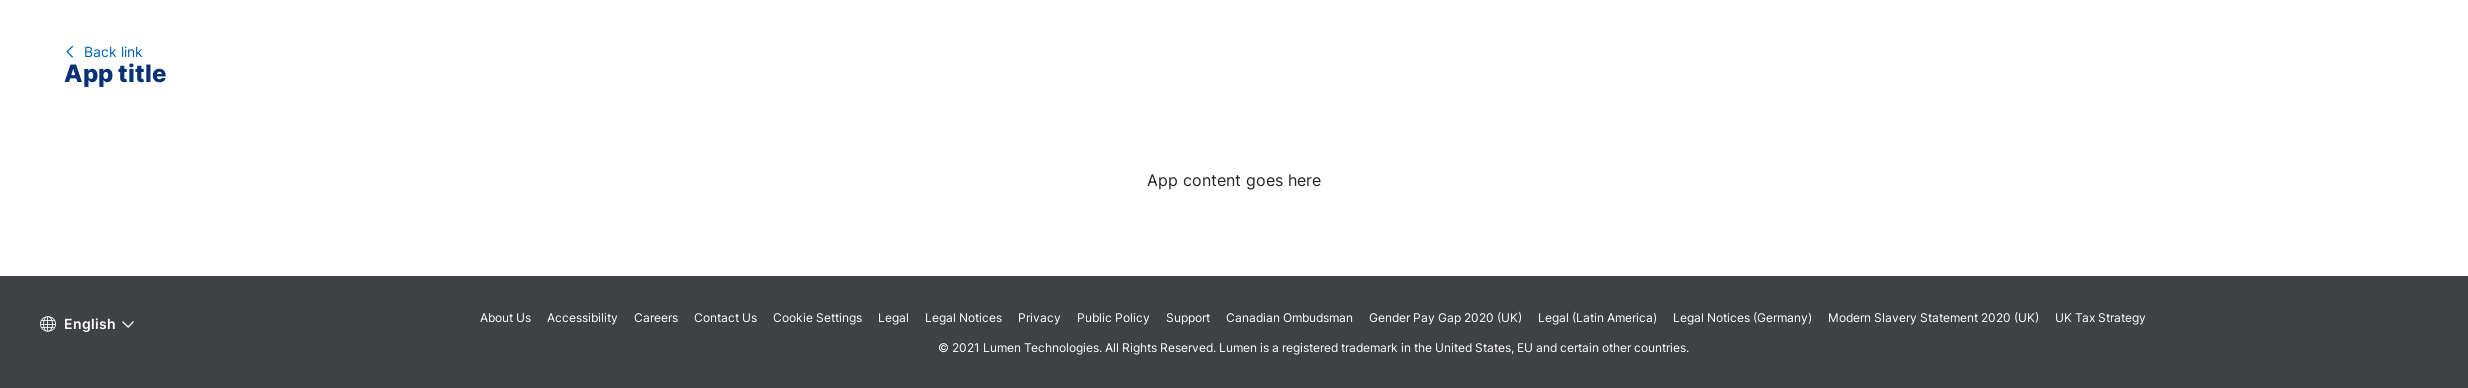 Back link
App title
App content goes here
English
About Us Accessibility Careers Contact Us Cookie Settings Legal Legal Notices Privacy Public Policy Support Canadian Ombudsman Gender Pay Gap 2020 (UK) Legal (Latin America) Legal Notices (Germany) Modern Slavery Statement 2020 (UK) UK Tax Strategy
© 2021 Lumen Technologies. All Rights Reserved. Lumen is a registered trademark in the United States, EU and certain other countries.